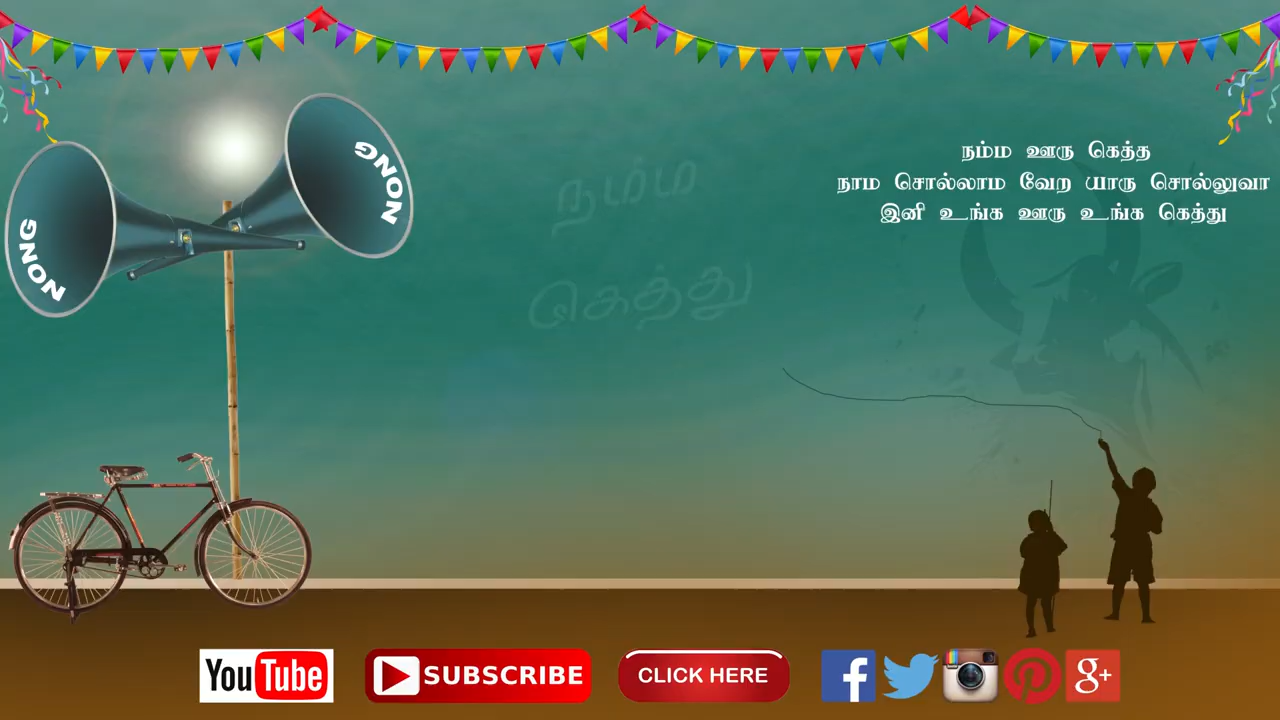 NONG
NONG
நம்ம ஊரு கெத்த
நாம சொல்லாம வேற யாரு சொல்லுவா
இனி உங்க ஊரு உங்க கெத்து
நம்ம
கெத்து
YouTube
SUBSCRIBE
CLICK HERE
f
g+